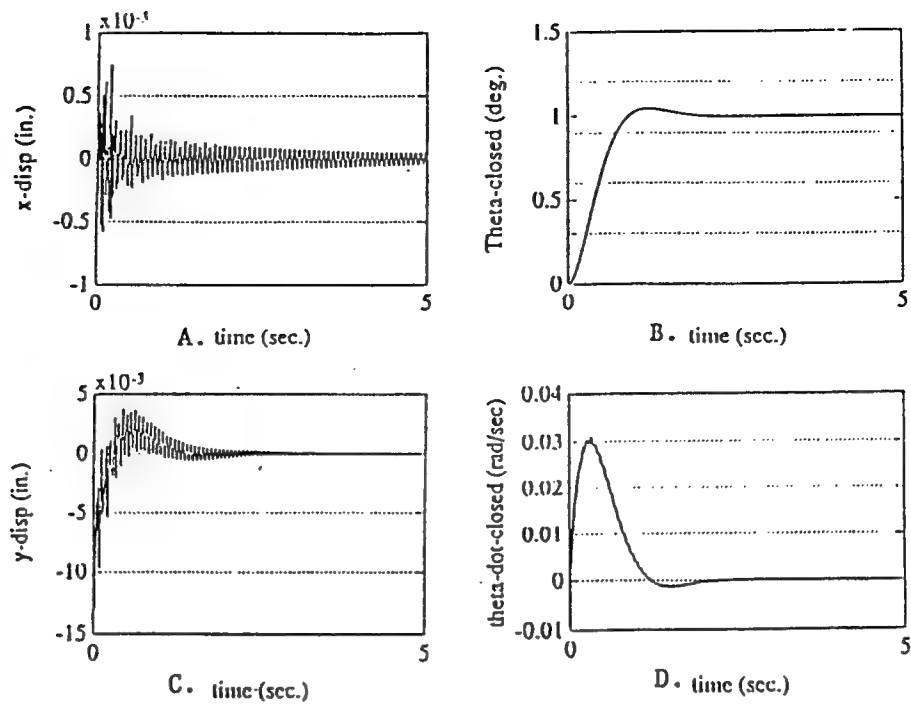 x10⁻³
1
0.5
0
-0.5
-1
x-disp (in.)
0
5
A. time (sec.)
1.5
1
0.5
0
Theta-closed (deg.)
0
5
B. time (sec.)
x10⁻³
5
0
-5
-10
-15
y-disp (in.)
0
5
C. time (sec.)
0.04
0.03
0.02
0.01
0
-0.01
theta-dot-closed (rad/sec)
0
5
D. time (sec.)